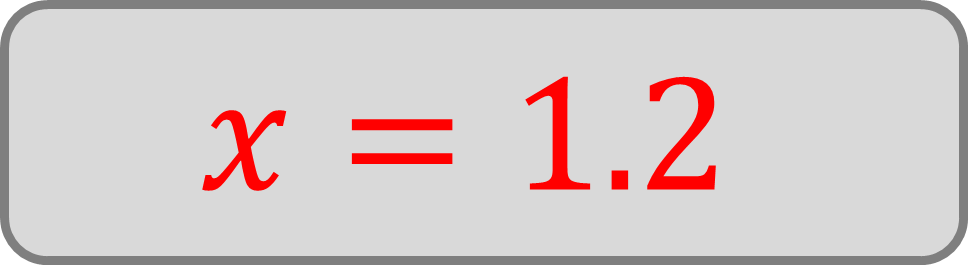 x = 1.2